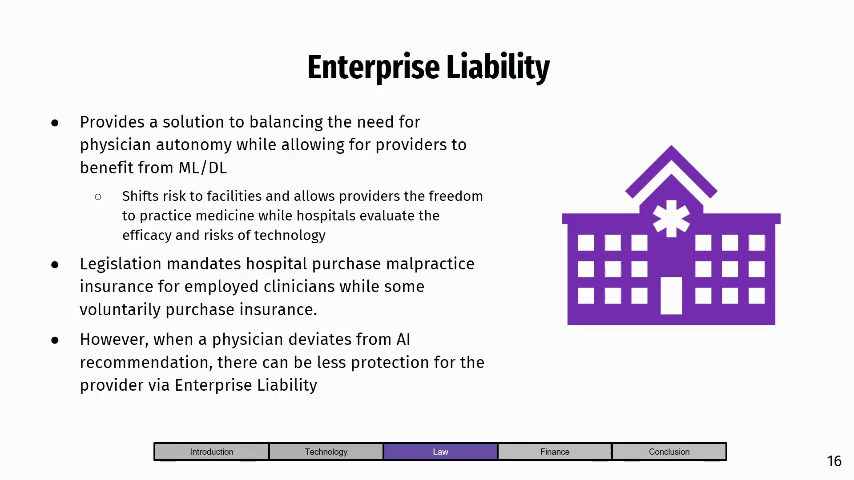 Enterprise Liability
● Provides a solution to balancing the need for
physician autonomy while allowing for providers to
benefit from ML/DL
○ Shifts risk to facilities and allows providers the freedom
to practice medicine while hospitals evaluate the
efficacy and risks of technology
● Legislation mandates hospital purchase malpractice
insurance for employed clinicians while some
voluntarily purchase insurance.
● However, when a physician deviates from AI
recommendation, there can be less protection for the
provider via Enterprise Liability
Introduction Technology Law Finance Conclusion
16